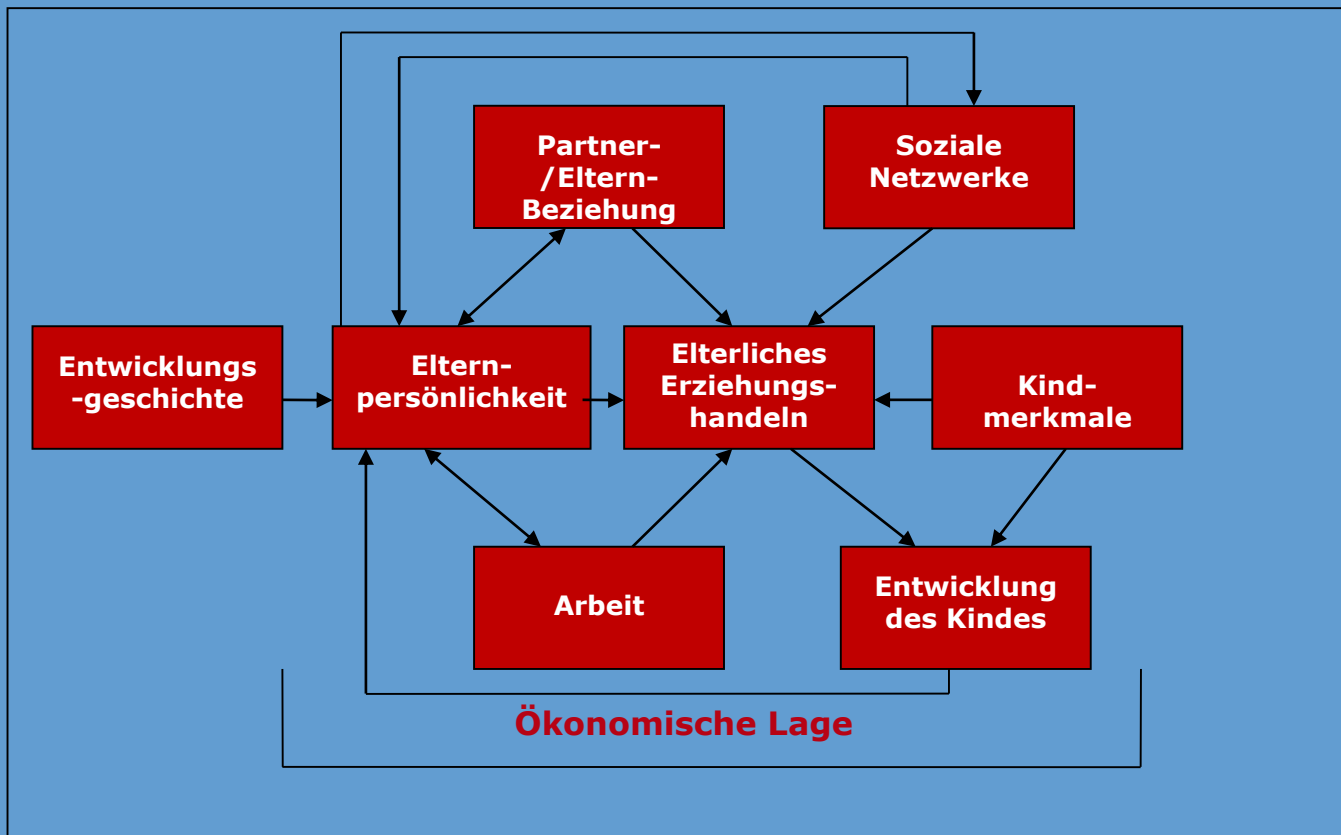 Partner-
/Eltern-
Beziehung
Soziale
Netzwerke
Entwicklungs
-geschichte
Eltern-
persönlichkeit
Elterliches
Erziehungs-
handeln
Kind-
merkmale
Arbeit
Entwicklung
des Kindes
Ökonomische Lage